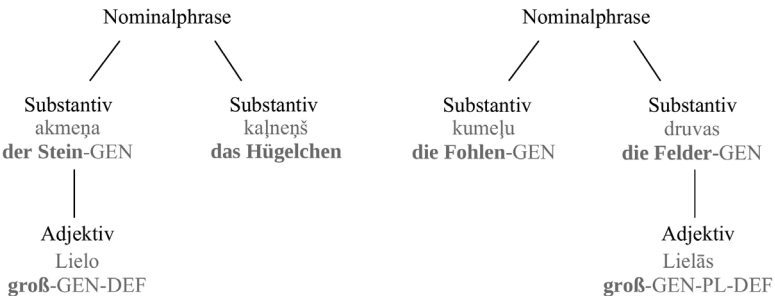 Nominalphrase
Nominalphrase
Substantiv
Substantiv
Substantiv
Substantiv
akmeņa
kaļneņš
kumeļu
druvas
der Stein-GEN
das Hügelchen
die Fohlen-GEN
die Felder-GEN
Adjektiv
Adjektiv
Lielo
Lielās
groß-GEN-DEF
groß-GEN-PL-DEF